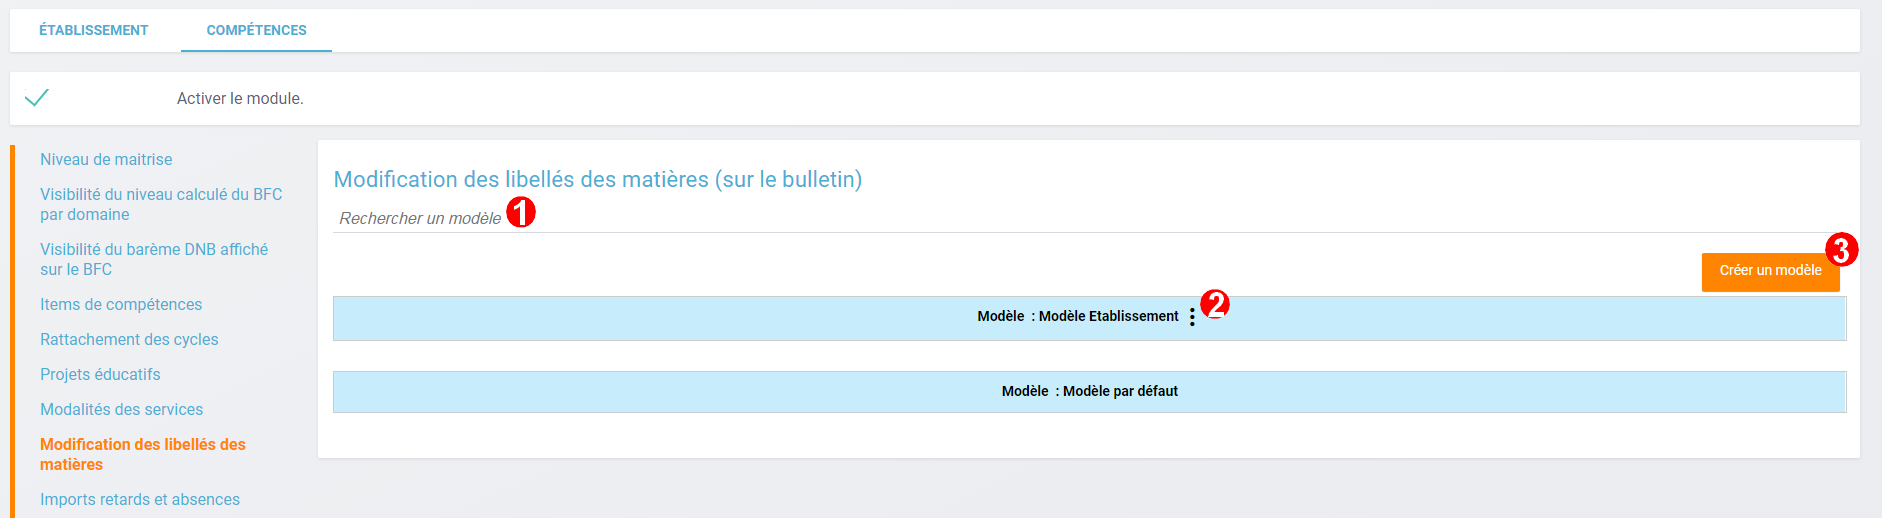 ÉTABLISSEMENT COMPÉTENCES
Activer le module.
Niveau de maitrise
Visibilité du niveau calculé du BFC
par domaine
Visibilité du barème DNB affiché
sur le BFC
Items de compétences
Rattachement des cycles
Projets éducatifs
Modalités des services
Modification des libellés des
matières
Imports retards et absences
Modification des libellés des matières (sur le bulletin)
Rechercher un modèle 1
3
Créer un modèle
Modèle : Modèle Etablissement 2
Modèle : Modèle par défaut